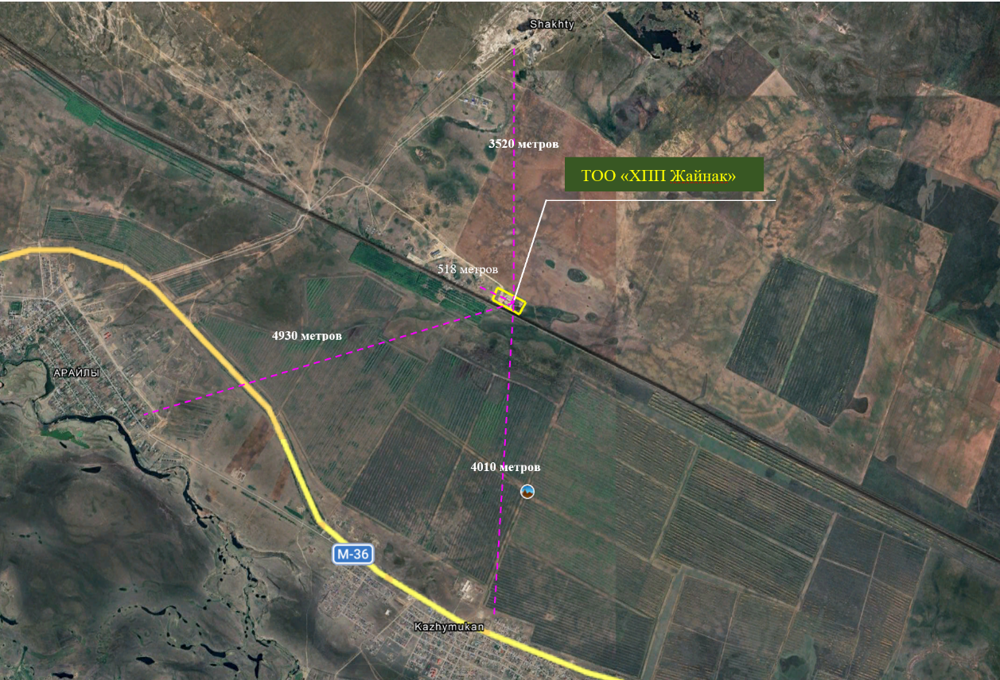 Shakhty
3520 метров
ТОО «ХПП Жайнак»
518 метров
4930 метров
АРАЙЛЫ
4010 метров
М-36
Kazhymukan